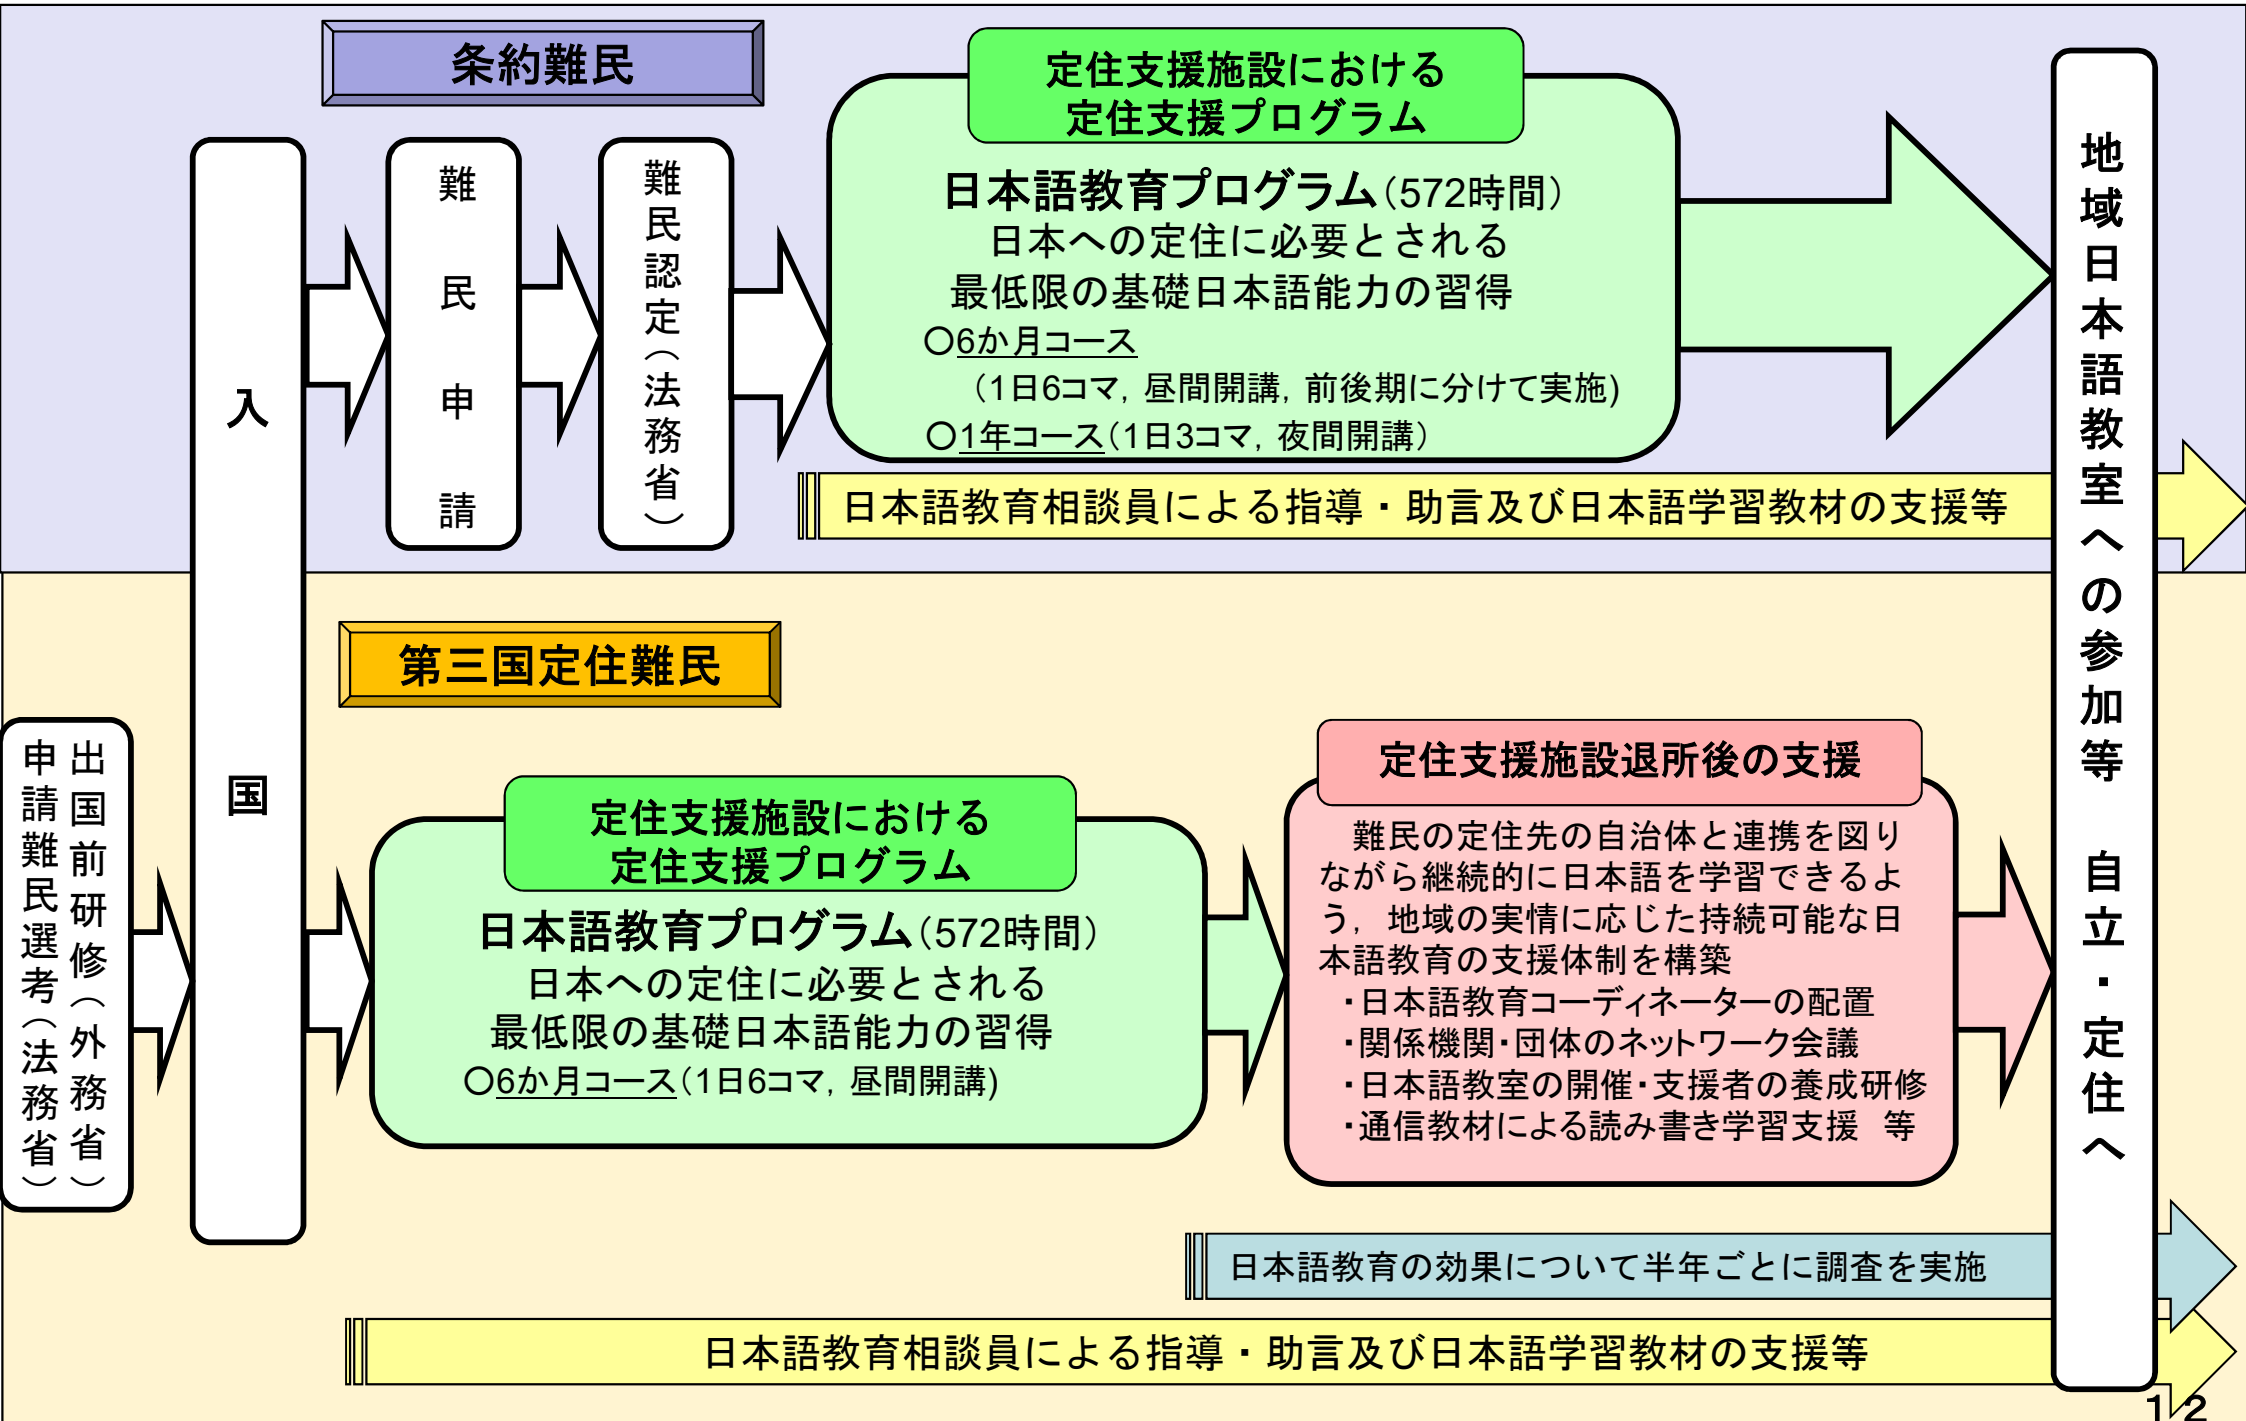 条約難民
入国
難民申請
難民認定（法務省）
定住支援施設における
定住支援プログラム
日本語教育プログラム（572時間）
日本への定住に必要とされる
最低限の基礎日本語能力の習得
○6か月コース
（1日6コマ，昼間開講，前後期に分けて実施)
○1年コース（1日3コマ，夜間開講）
日本語教育相談員による指導・助言及び日本語学習教材の支援等
地域日本語教室への参加等　自立・定住へ
第三国定住難民
出国前研修（外務省）
申請難民選考（法務省）
定住支援施設における
定住支援プログラム
日本語教育プログラム（572時間）
日本への定住に必要とされる
最低限の基礎日本語能力の習得
○6か月コース（1日6コマ，昼間開講)
定住支援施設退所後の支援
難民の定住先の自治体と連携を図り
ながら継続的に日本語を学習できるよ
う，地域の実情に応じた持続可能な日
本語教育の支援体制を構築
・日本語教育コーディネーターの配置
・関係機関・団体のネットワーク会議
・日本語教室の開催・支援者の養成研修
・通信教材による読み書き学習支援　等
日本語教育の効果について半年ごとに調査を実施
日本語教育相談員による指導・助言及び日本語学習教材の支援等
12